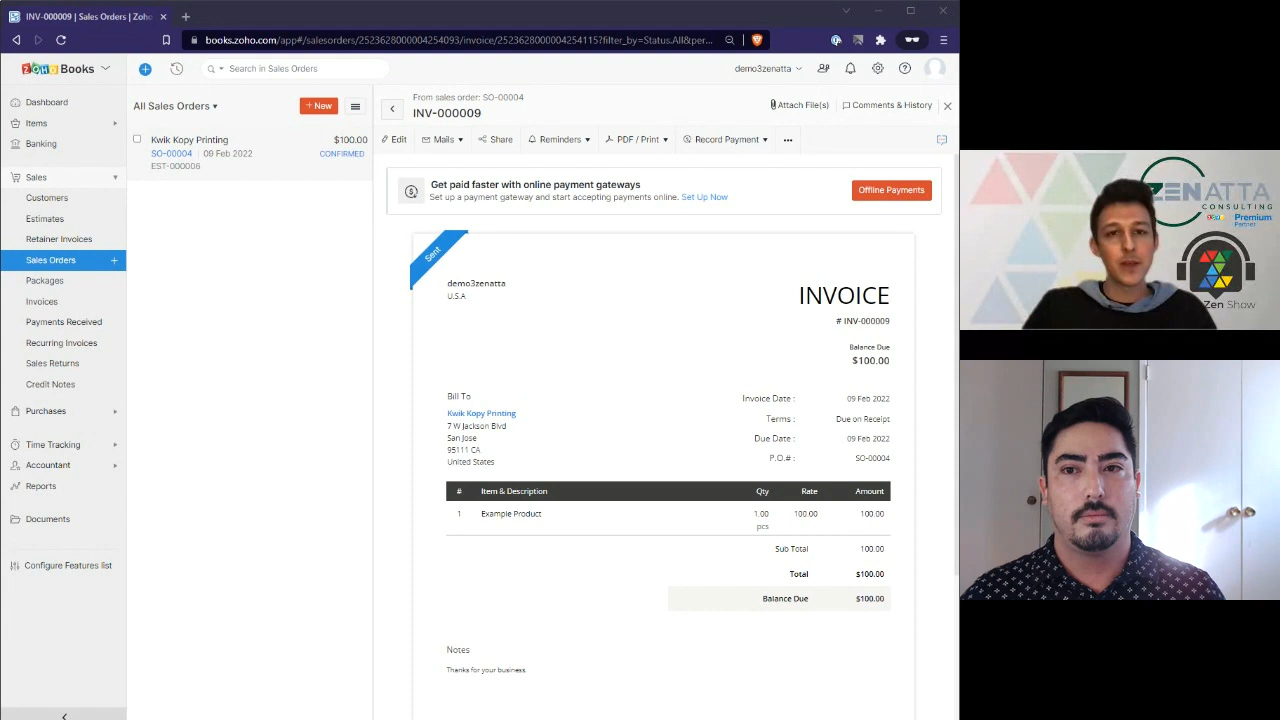 INV-000009 | Sales Orders | Zoho
books.zoho.com/app#/salesorders/2523628000004254093/invoice/2523628000004254115?filter_by=Status.All&per...
ZOHO Books
Search in Sales Orders
demo3zenatta
Dashboard
Items
Banking
Sales
Customers
Estimates
Retainer Invoices
Sales Orders +
Packages
Invoices
Payments Received
Recurring Invoices
Sales Returns
Credit Notes
Purchases
Time Tracking
Accountant
Reports
Documents
Configure Features list
All Sales Orders
+ New
Kwik Kopy Printing $100.00
SO-00004 | 09 Feb 2022 CONFIRMED
EST-000006
From sales order: SO-00004
INV-000009
Attach File(s)
Comments & History
Edit
Mails
Share
Reminders
PDF / Print
Record Payment
Get paid faster with online payment gateways
Set up a payment gateway and start accepting payments online. Set Up Now
Offline Payments
Sent
demo3zenatta
U.S.A
INVOICE
# INV-000009
Balance Due
$100.00
Bill To
Kwik Kopy Printing
7 W Jackson Blvd
San Jose
95111 CA
United States
Invoice Date : 09 Feb 2022
Terms : Due on Receipt
Due Date : 09 Feb 2022
P.O.# : SO-00004
# Item & Description Qty Rate Amount
1 Example Product 1.00 100.00 100.00
pcs
Sub Total 100.00
Total $100.00
Balance Due $100.00
Notes
Thanks for your business.
ZENATTA
CONSULTING
Premium
Partner
Zen Show